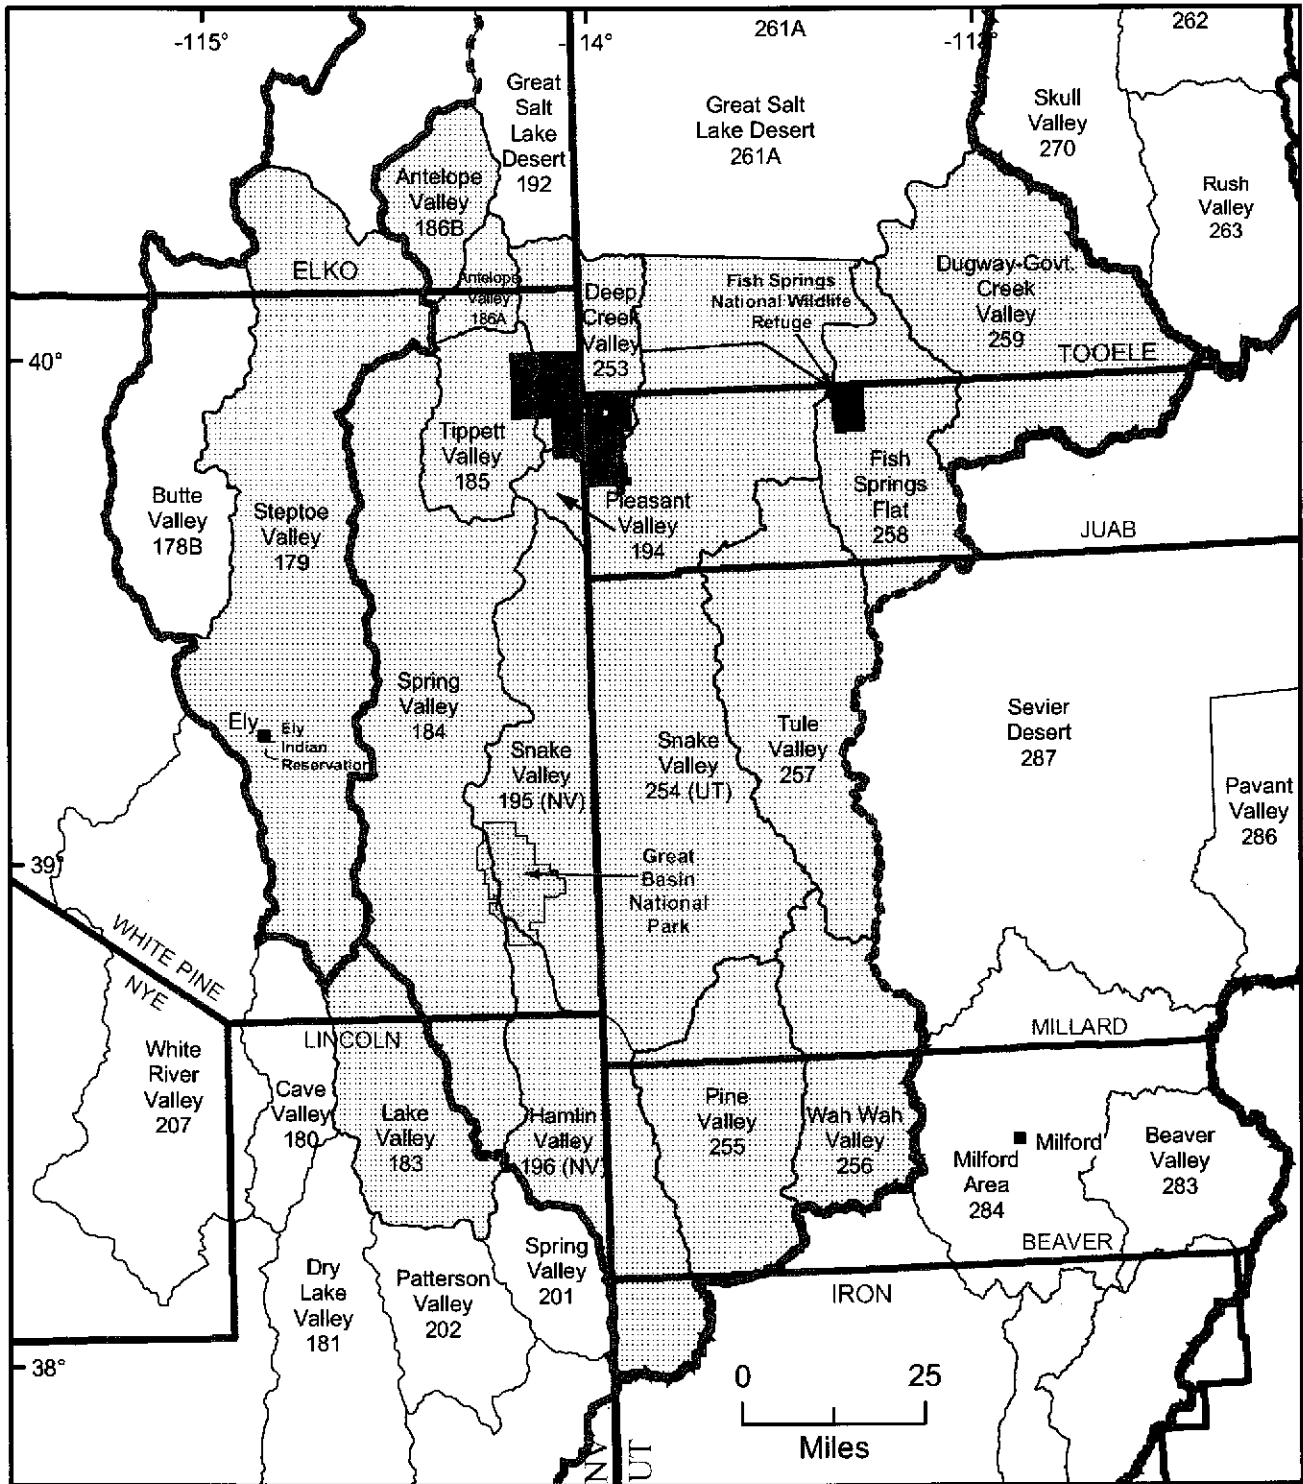 -115°
-114°
261A
-113°
262
Great
Salt
Lake
Desert
192
Great Salt
Lake Desert
261A
Skull
Valley
270
Rush
Valley
263
Antelope
Valley
186B
ELKO
Antelope
Valley
186A
Deep
Creek
Valley
253
Fish Springs
National Wildlife
Refuge
Dugway-Govt.
Creek
Valley
259
TOOELE
40°
Tippett
Valley
185
Butte
Valley
178B
Steptoe
Valley
179
Pleasant
Valley
194
Fish
Springs
Flat
258
JUAB
Spring
Valley
184
Ely
Ely
Indian
Reservation
Snake
Valley
195 (NV)
Snake
Valley
254 (UT)
Tule
Valley
257
Sevier
Desert
287
Pavant
Valley
286
39°
Great
Basin
National
Park
WHITE PINE
NYE
LINCOLN
MILLARD
White
River
Valley
207
Cave
Valley
180
Lake
Valley
183
Hamlin
Valley
196 (NV)
Pine
Valley
255
Wah Wah
Valley
256
Milford
Milford
Area
284
Beaver
Valley
283
BEAVER
IRON
Dry
Lake
Valley
181
Patterson
Valley
202
Spring
Valley
201
38°
0 25
Miles
NV
UT